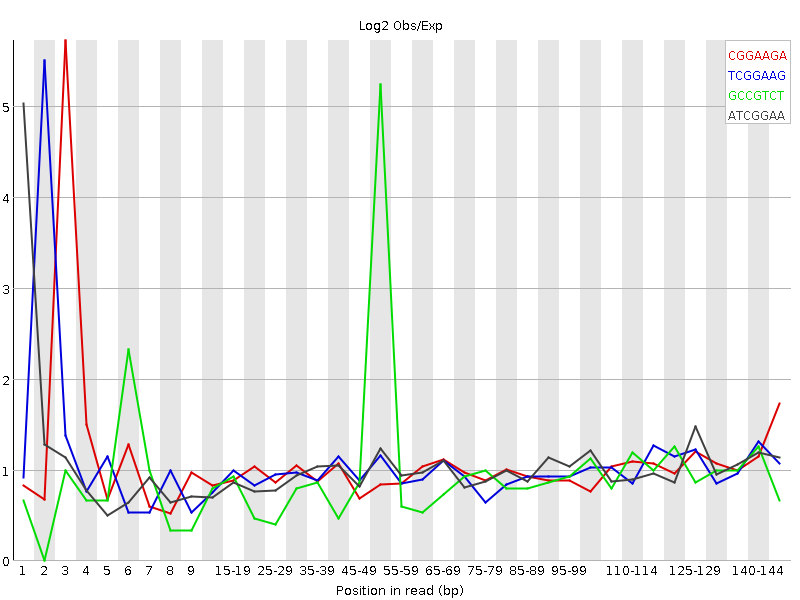 Log2 Obs/Exp
CGGAAGA
TCGGAAG
GCCGTCT
ATCGGAA
5
4
3
2
1
0
1 2 3 4 5 6 7 8 9 15-19 25-29 35-39 45-49 55-59 65-69 75-79 85-89 95-99 110-114 125-129 140-144
Position in read (bp)